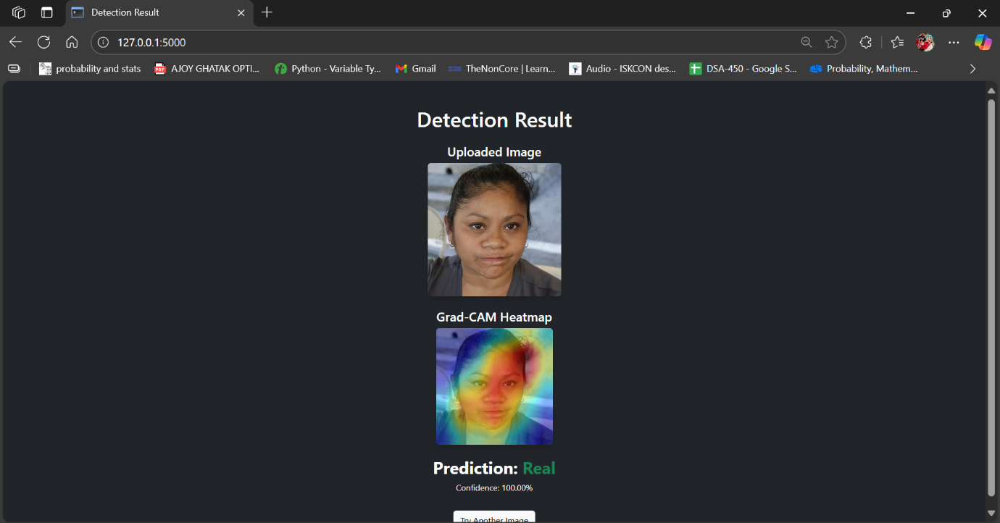 Detection Result
127.0.0.1:5000
probability and stats
AJOY GHATAK OPTI...
Python - Variable Ty...
Gmail
TheNonCore | Learn...
Audio - ISKCON des...
DSA-450 - Google S...
Probability, Mathem...
Detection Result
Uploaded Image
Grad-CAM Heatmap
Prediction: Real
Confidence: 100.00%
Try Another Image